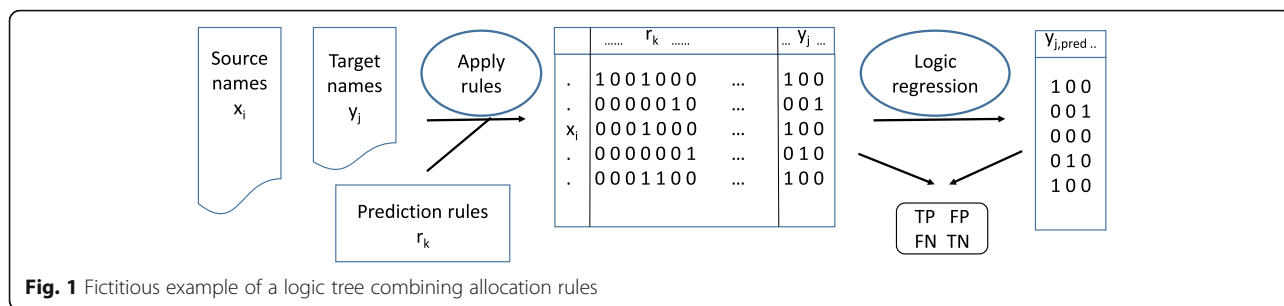 Source
names
xi
Target
names
yj
Apply
rules
Prediction rules
rk
...... rk ...... ... yj ...
. 1 0 0 1 0 0 0 ... 1 0 0
. 0 0 0 0 0 1 0 ... 0 0 1
xi 0 0 0 1 0 0 0 ... 1 0 0
. 0 0 0 0 0 0 1 ... 0 1 0
. 0 0 0 1 1 0 0 ... 1 0 0
Logic
regression
TP FP
FN TN
yj,pred ..
1 0 0
0 0 1
0 0 0
0 1 0
1 0 0
Fig. 1 Fictitious example of a logic tree combining allocation rules